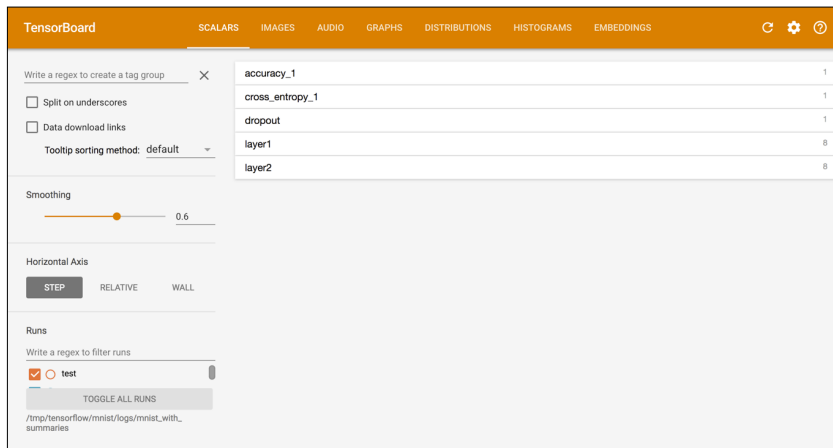 TensorBoard SCALARS IMAGES AUDIO GRAPHS DISTRIBUTIONS HISTOGRAMS EMBEDDINGS
Write a regex to create a tag group
Split on underscores
Data download links
Tooltip sorting method: default
Smoothing
0.6
Horizontal Axis
STEP RELATIVE WALL
Runs
Write a regex to filter runs
test
TOGGLE ALL RUNS
/tmp/tensorflow/mnist/logs/mnist_with_
summaries
accuracy_1 1
cross_entropy_1 1
dropout 1
layer1 8
layer2 8